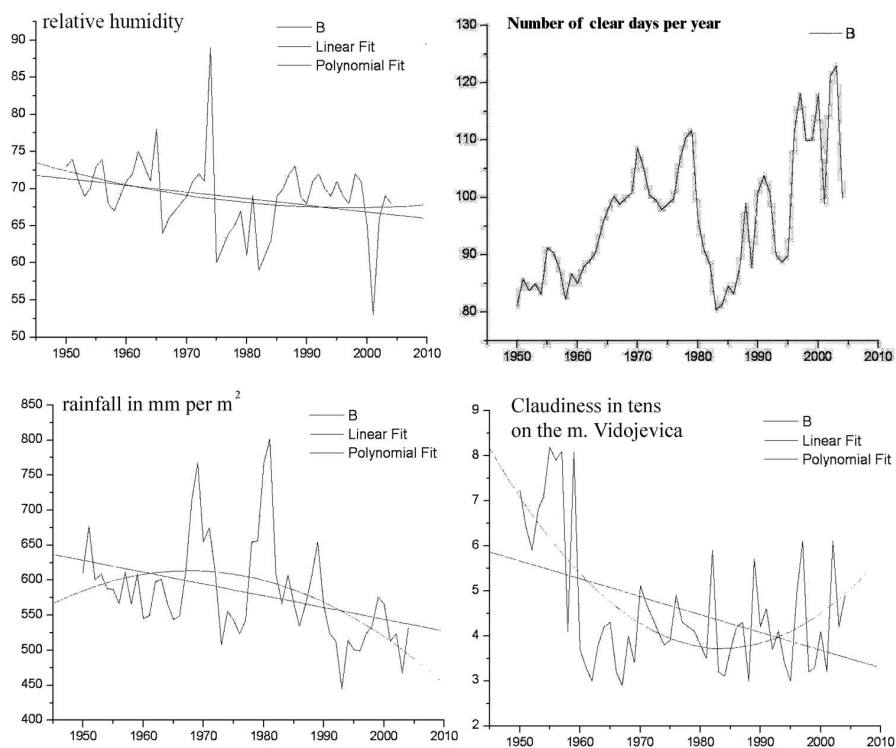 relative humidity
B
Linear Fit
Polynomial Fit
90
85
80
75
70
65
60
55
50
1950 1960 1970 1980 1990 2000 2010
Number of clear days per year
B
130
120
110
100
90
80
1950 1960 1970 1980 1990 2000 2010
rainfall in mm per m²
B
Linear Fit
Polynomial Fit
850
800
750
700
650
600
550
500
450
400
1950 1960 1970 1980 1990 2000 2010
Claudiness in tens
on the m. Vidojevica
B
Linear Fit
Polynomial Fit
9
8
7
6
5
4
3
2
1950 1960 1970 1980 1990 2000 2010